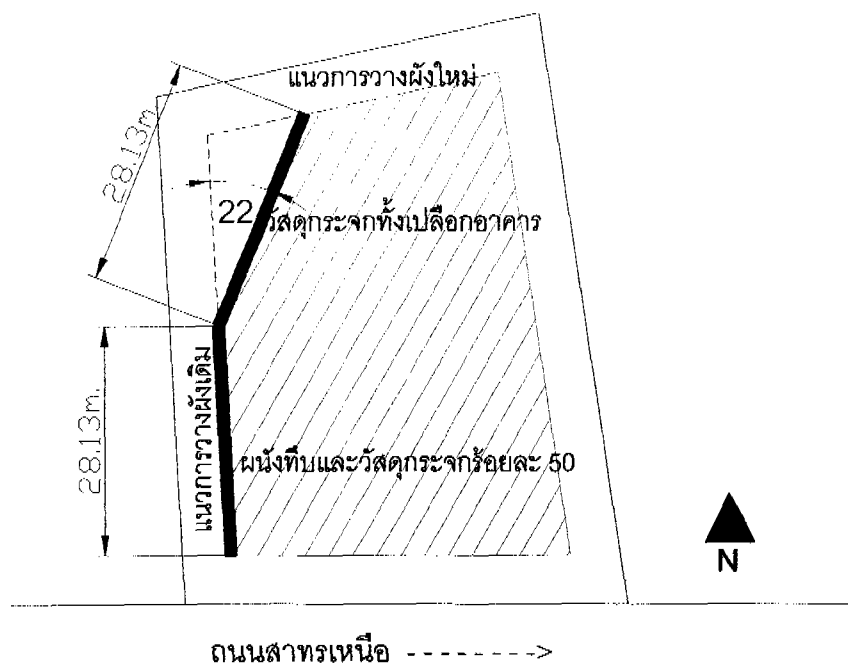 แนวการวางผังใหม่
28.13m
22
วัสดุกระจกทั้งเปลือกอาคาร
28.13m.
แนวการวางผังเดิม
ผนังทึบและวัสดุกระจกร้อยละ 50
N
ถนนสาทรเหนือ ------->